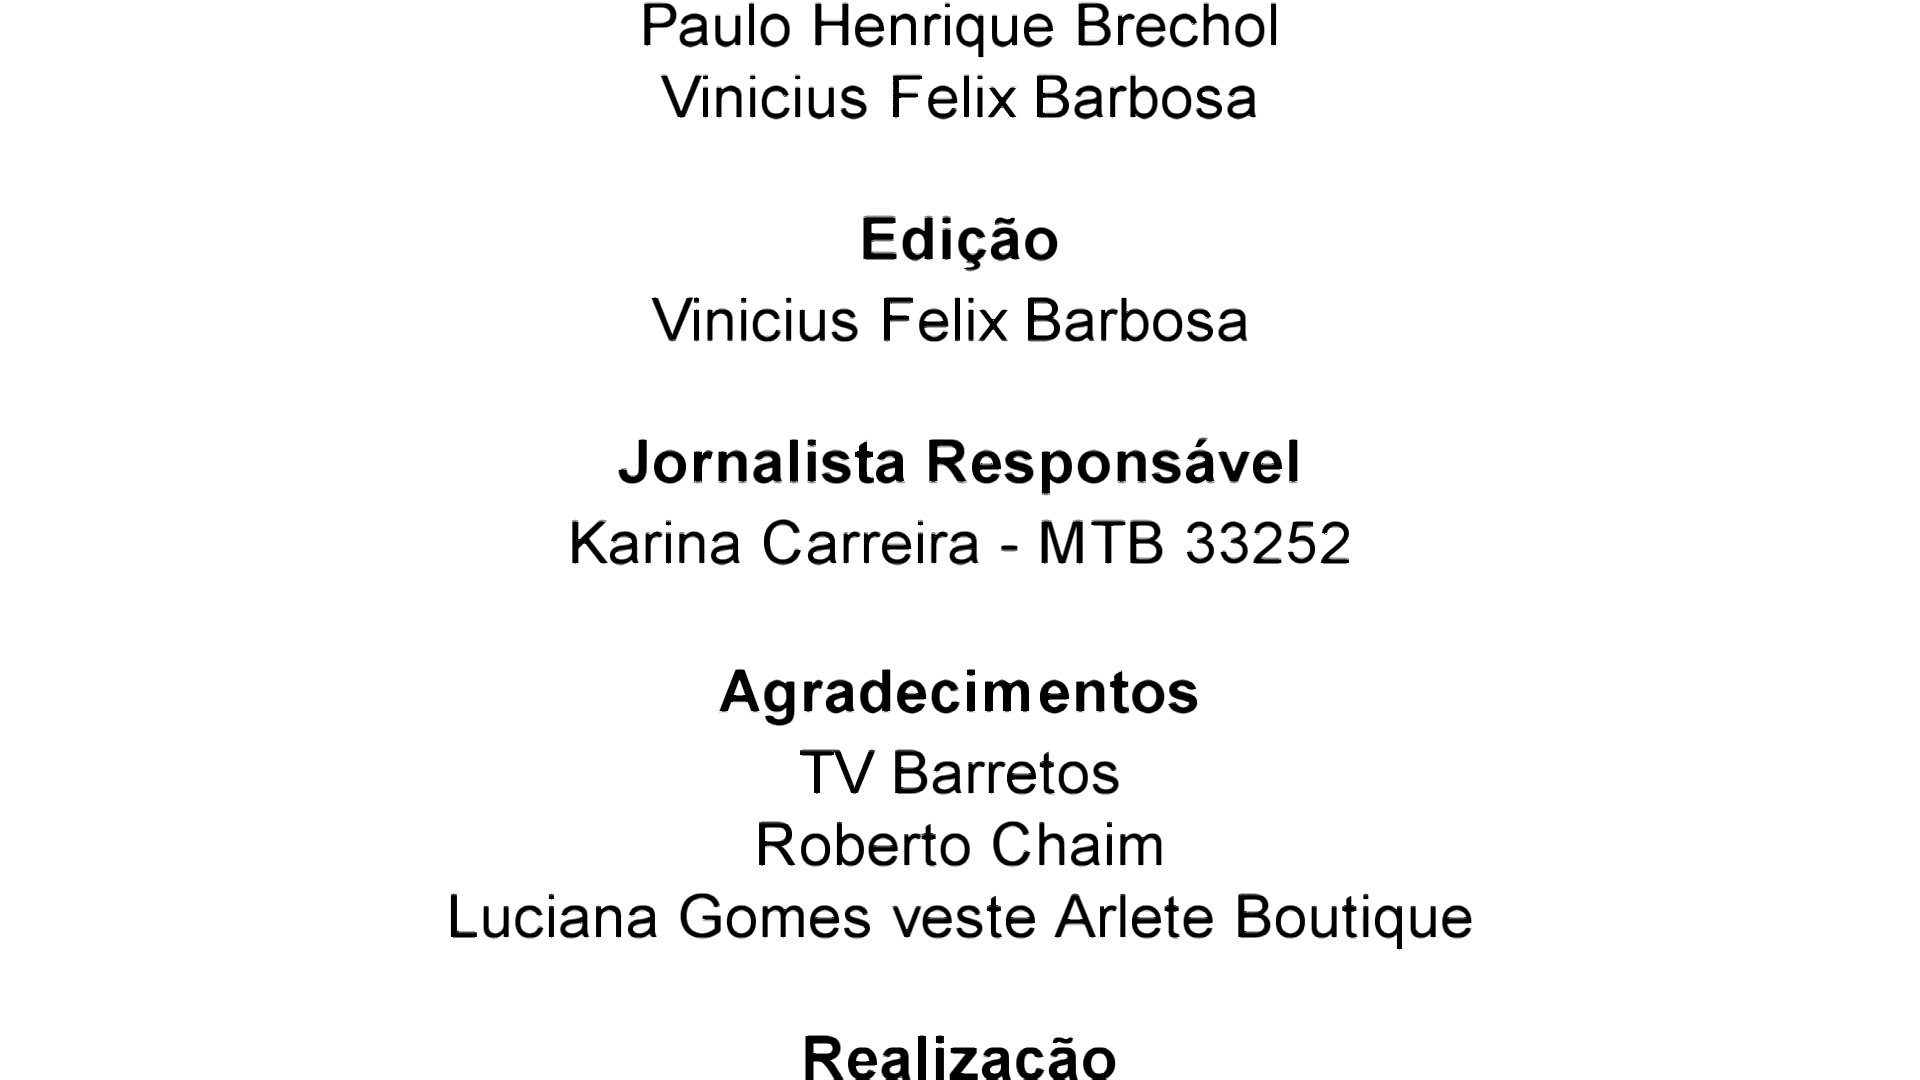 Paulo Henrique Brechol
Vinicius Felix Barbosa
Edição
Vinicius Felix Barbosa
Jornalista Responsável
Karina Carreira - MTB 33252
Agradecimentos
TV Barretos
Roberto Chaim
Luciana Gomes veste Arlete Boutique
Realização